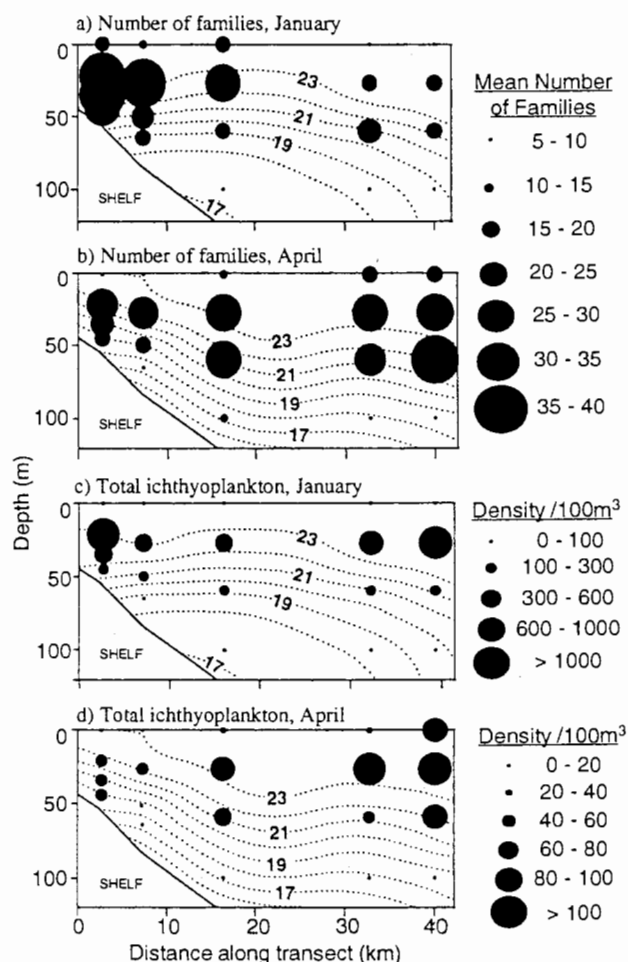 a) Number of families, January
0
50
100
23
21
19
17
SHELF
Mean Number
of Families
5 - 10
10 - 15
15 - 20
20 - 25
25 - 30
30 - 35
35 - 40
b) Number of families, April
0
50
100
23
21
19
17
SHELF
Depth (m)
c) Total ichthyoplankton, January
0
50
100
23
21
19
17
SHELF
Density /100m³
0 - 100
100 - 300
300 - 600
600 - 1000
> 1000
d) Total ichthyoplankton, April
0
50
100
23
21
19
17
SHELF
Density /100m³
0 - 20
20 - 40
40 - 60
60 - 80
80 - 100
> 100
0
10
20
30
40
Distance along transect (km)